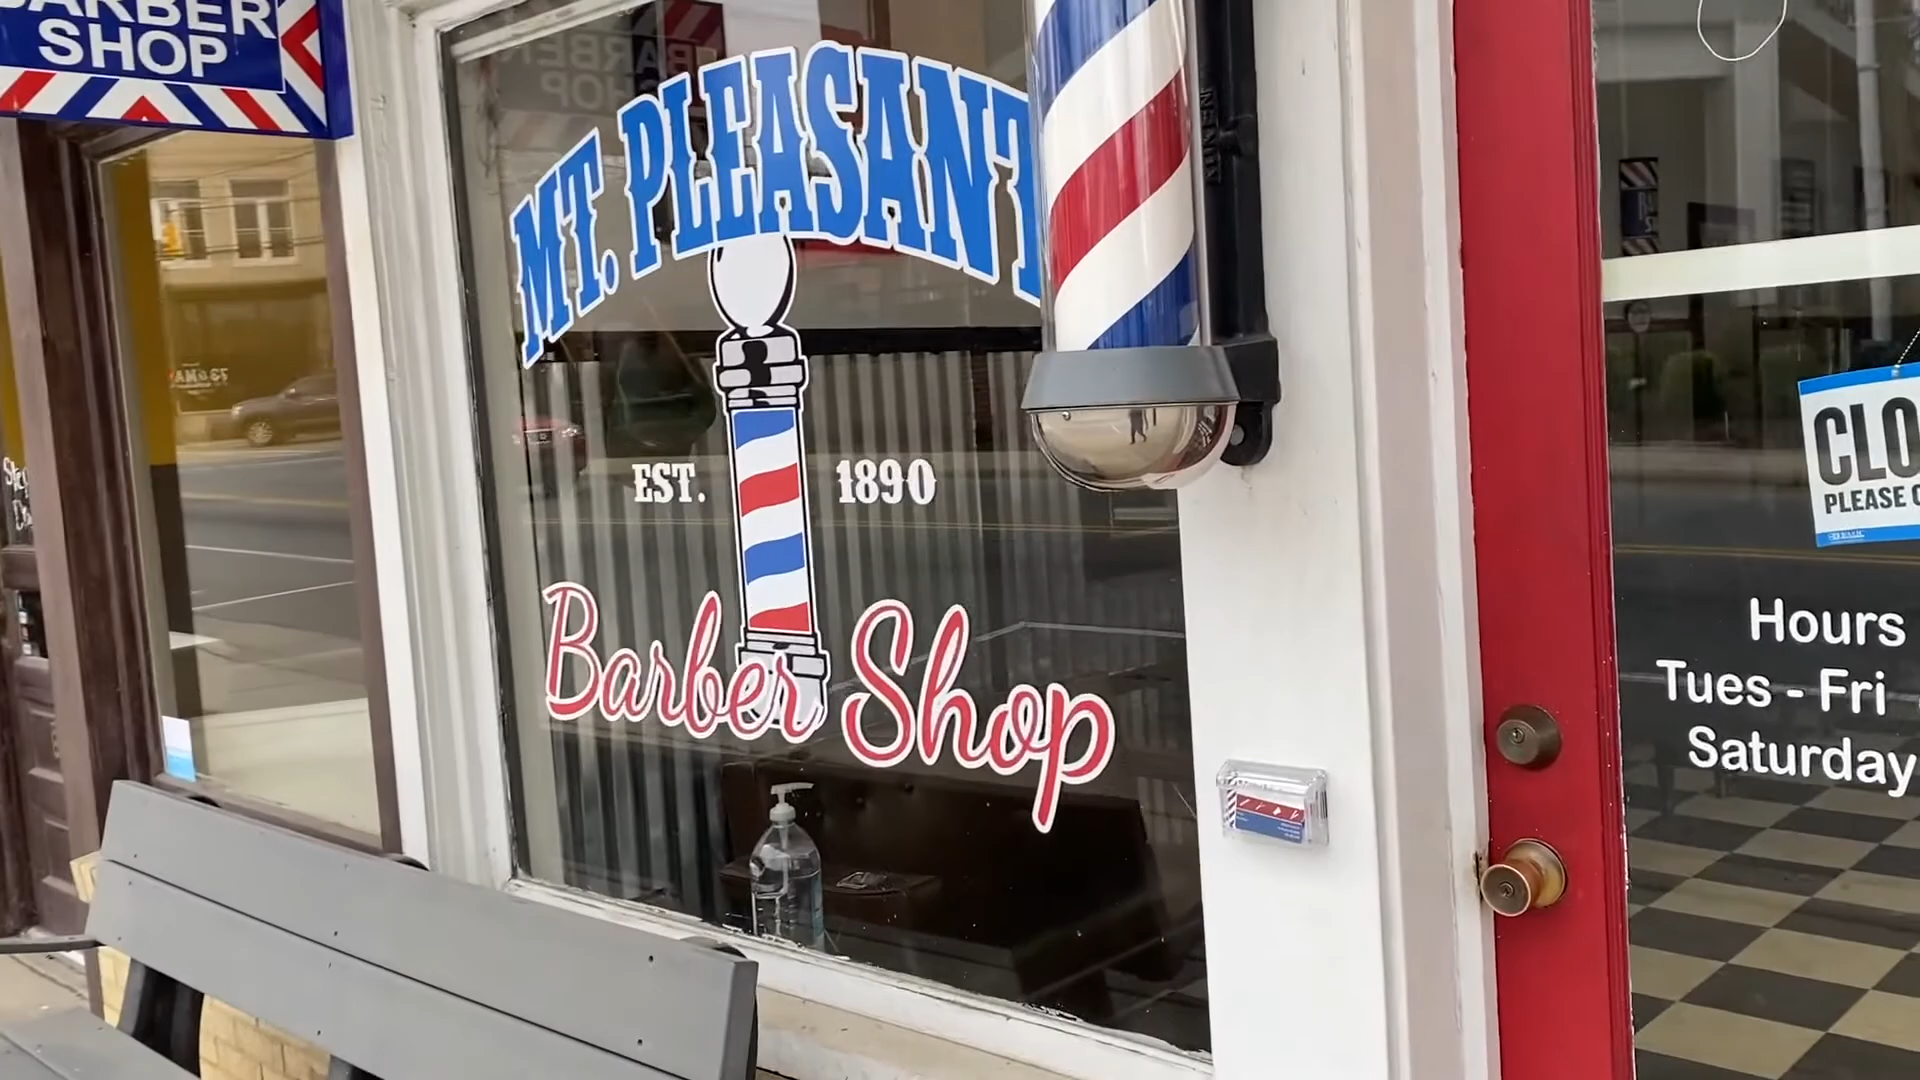 BARBER
SHOP
MT. PLEASANT
EST. 1890
Barber Shop
CLO
PLEASE C
Hours
Tues - Fri
Saturday